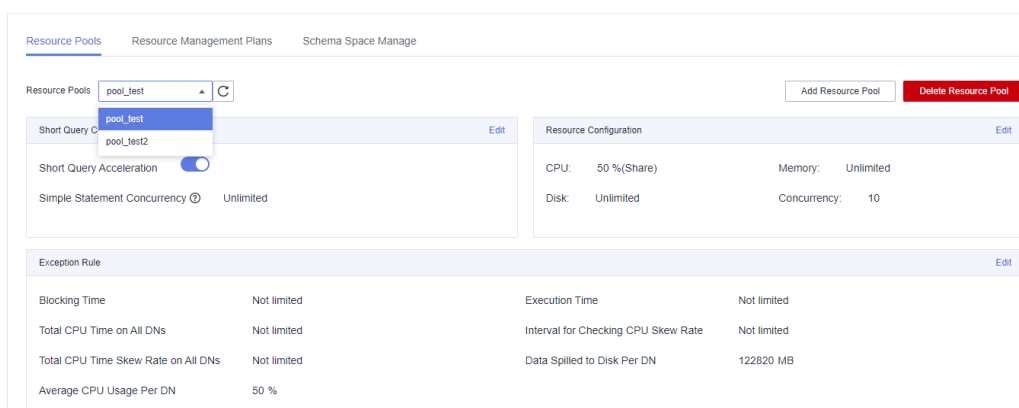 Resource Pools Resource Management Plans Schema Space Manage
Resource Pools pool_test Add Resource Pool Delete Resource Pool
pool_test
pool_test2
Short Query C Edit
Resource Configuration Edit
Short Query Acceleration
Simple Statement Concurrency Unlimited
CPU: 50 %(Share) Memory: Unlimited
Disk: Unlimited Concurrency: 10
Exception Rule Edit
Blocking Time Not limited Execution Time Not limited
Total CPU Time on All DNs Not limited Interval for Checking CPU Skew Rate Not limited
Total CPU Time Skew Rate on All DNs Not limited Data Spilled to Disk Per DN 122820 MB
Average CPU Usage Per DN 50 %